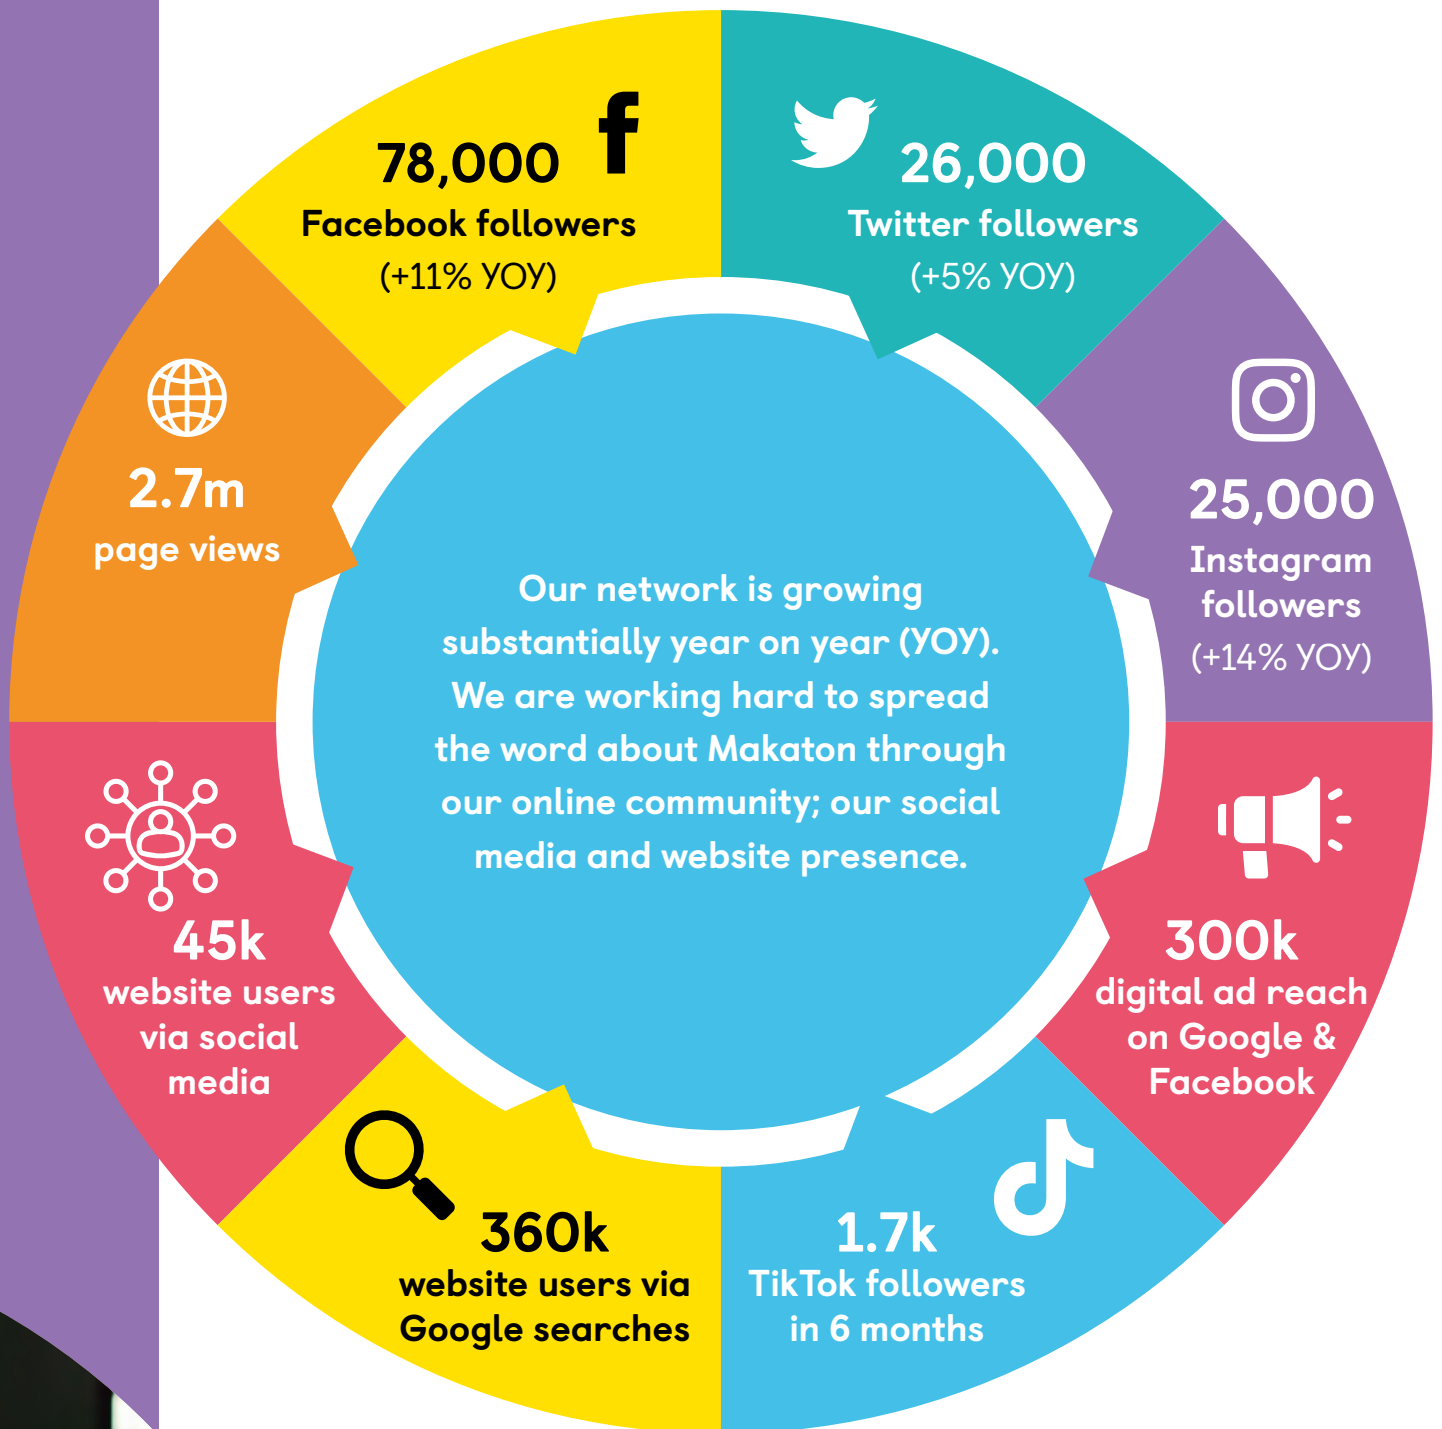 78,000
Facebook followers
(+11% YOY)
26,000
Twitter followers
(+5% YOY)
25,000
Instagram
followers
(+14% YOY)
300k
digital ad reach
on Google &
Facebook
1.7k
TikTok followers
in 6 months
360k
website users via
Google searches
45k
website users
via social
media
2.7m
page views
Our network is growing
substantially year on year (YOY).
We are working hard to spread
the word about Makaton through
our online community; our social
media and website presence.